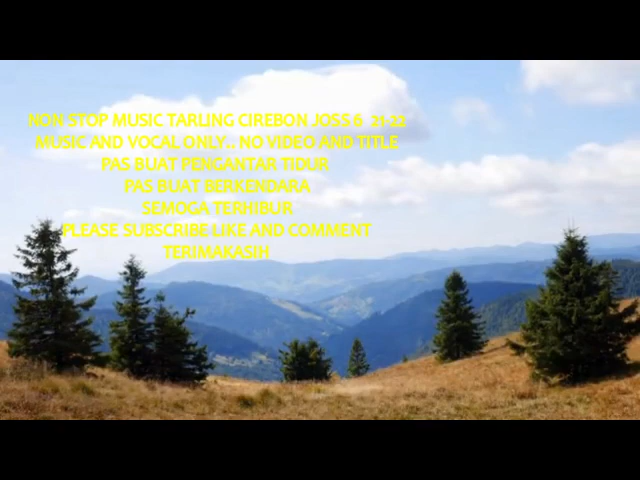 NON STOP MUSIC TARLING CIREBON JOSS 6 21-22
MUSIC AND VOCAL ONLY.. NO VIDEO AND TITLE
PAS BUAT PENGANTAR TIDUR
PAS BUAT BERKENDARA
SEMOGA TERHIBUR
PLEASE SUBSCRIBE LIKE AND COMMENT
TERIMAKASIH